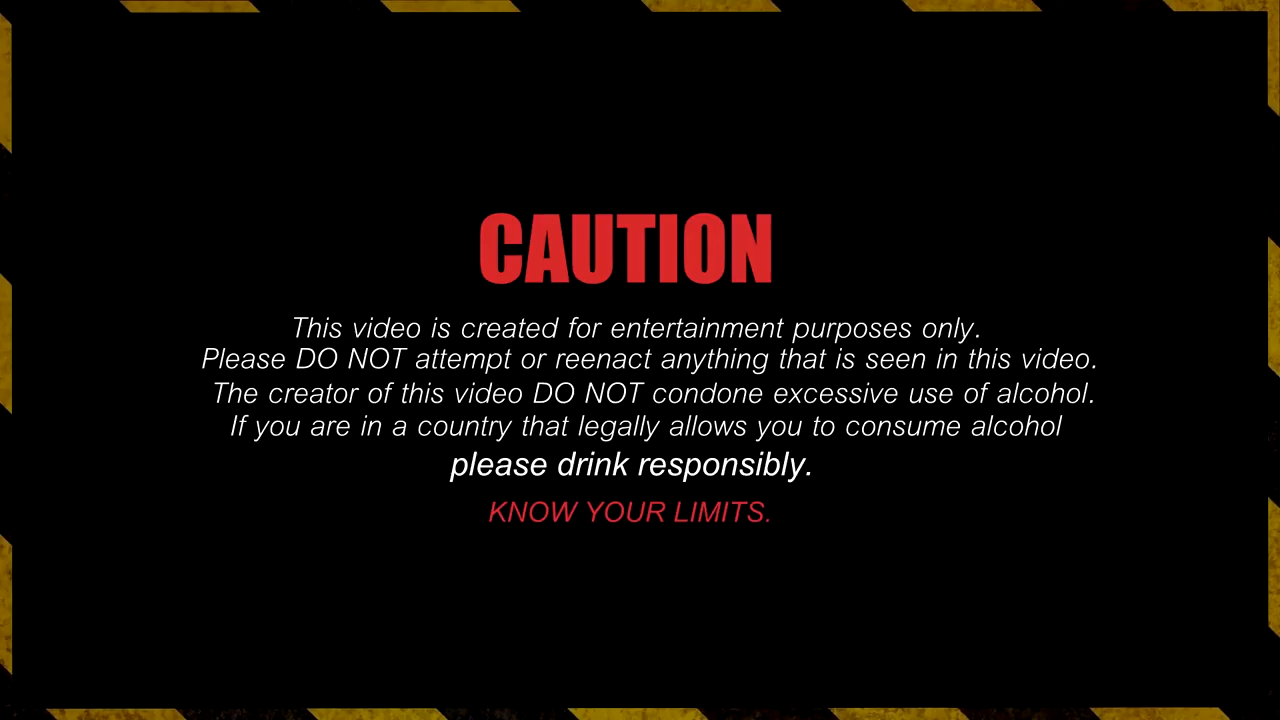 CAUTION
This video is created for entertainment purposes only.
Please DO NOT attempt or reenact anything that is seen in this video.
The creator of this video DO NOT condone excessive use of alcohol.
If you are in a country that legally allows you to consume alcohol
please drink responsibly.
KNOW YOUR LIMITS.